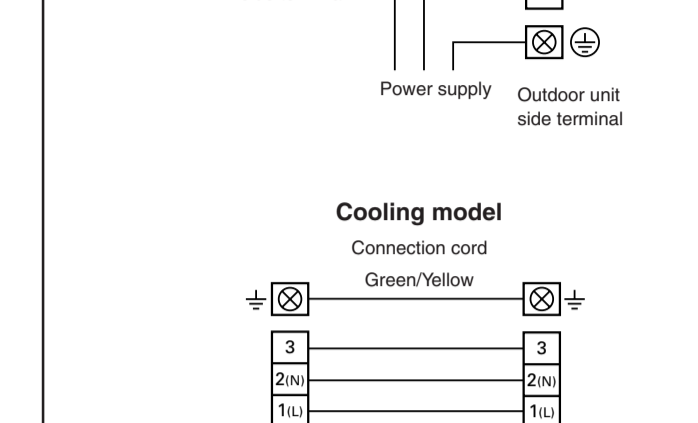 Power supply
Outdoor unit
side terminal
Cooling model
Connection cord
Green/Yellow
3 3
2(N) 2(N)
1(L) 1(L)